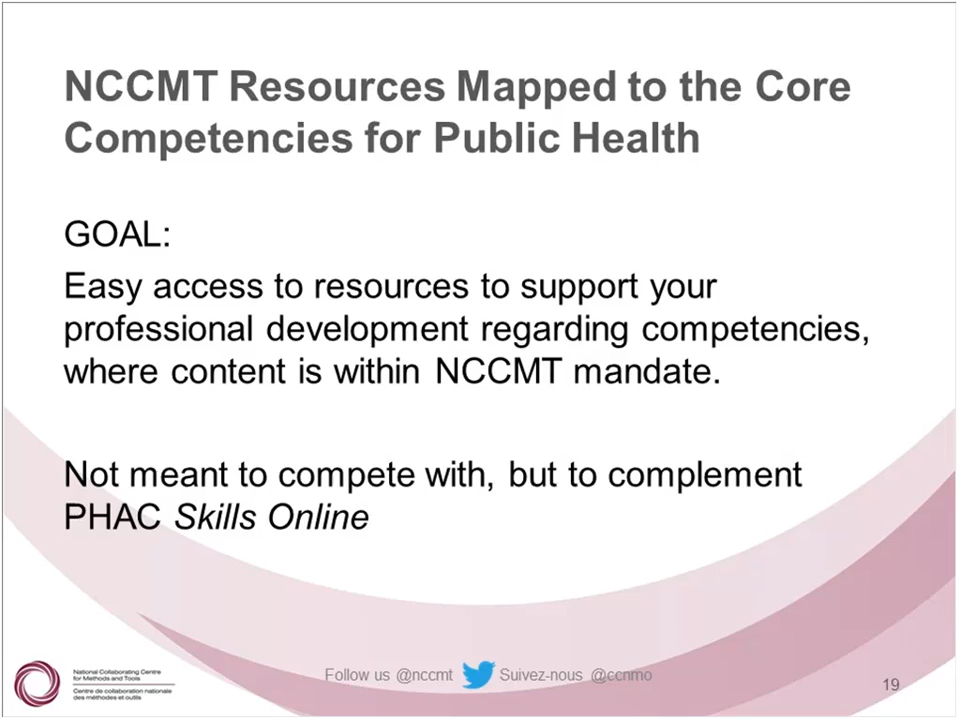 NCCMT Resources Mapped to the Core
Competencies for Public Health
GOAL:
Easy access to resources to support your
professional development regarding competencies,
where content is within NCCMT mandate.
Not meant to compete with, but to complement
PHAC Skills Online
National Collaborating Centre
for Methods and Tools
Centre de collaboration nationale
des méthodes et outils
Follow us @nccmt Suivez-nous @ccnmo
19